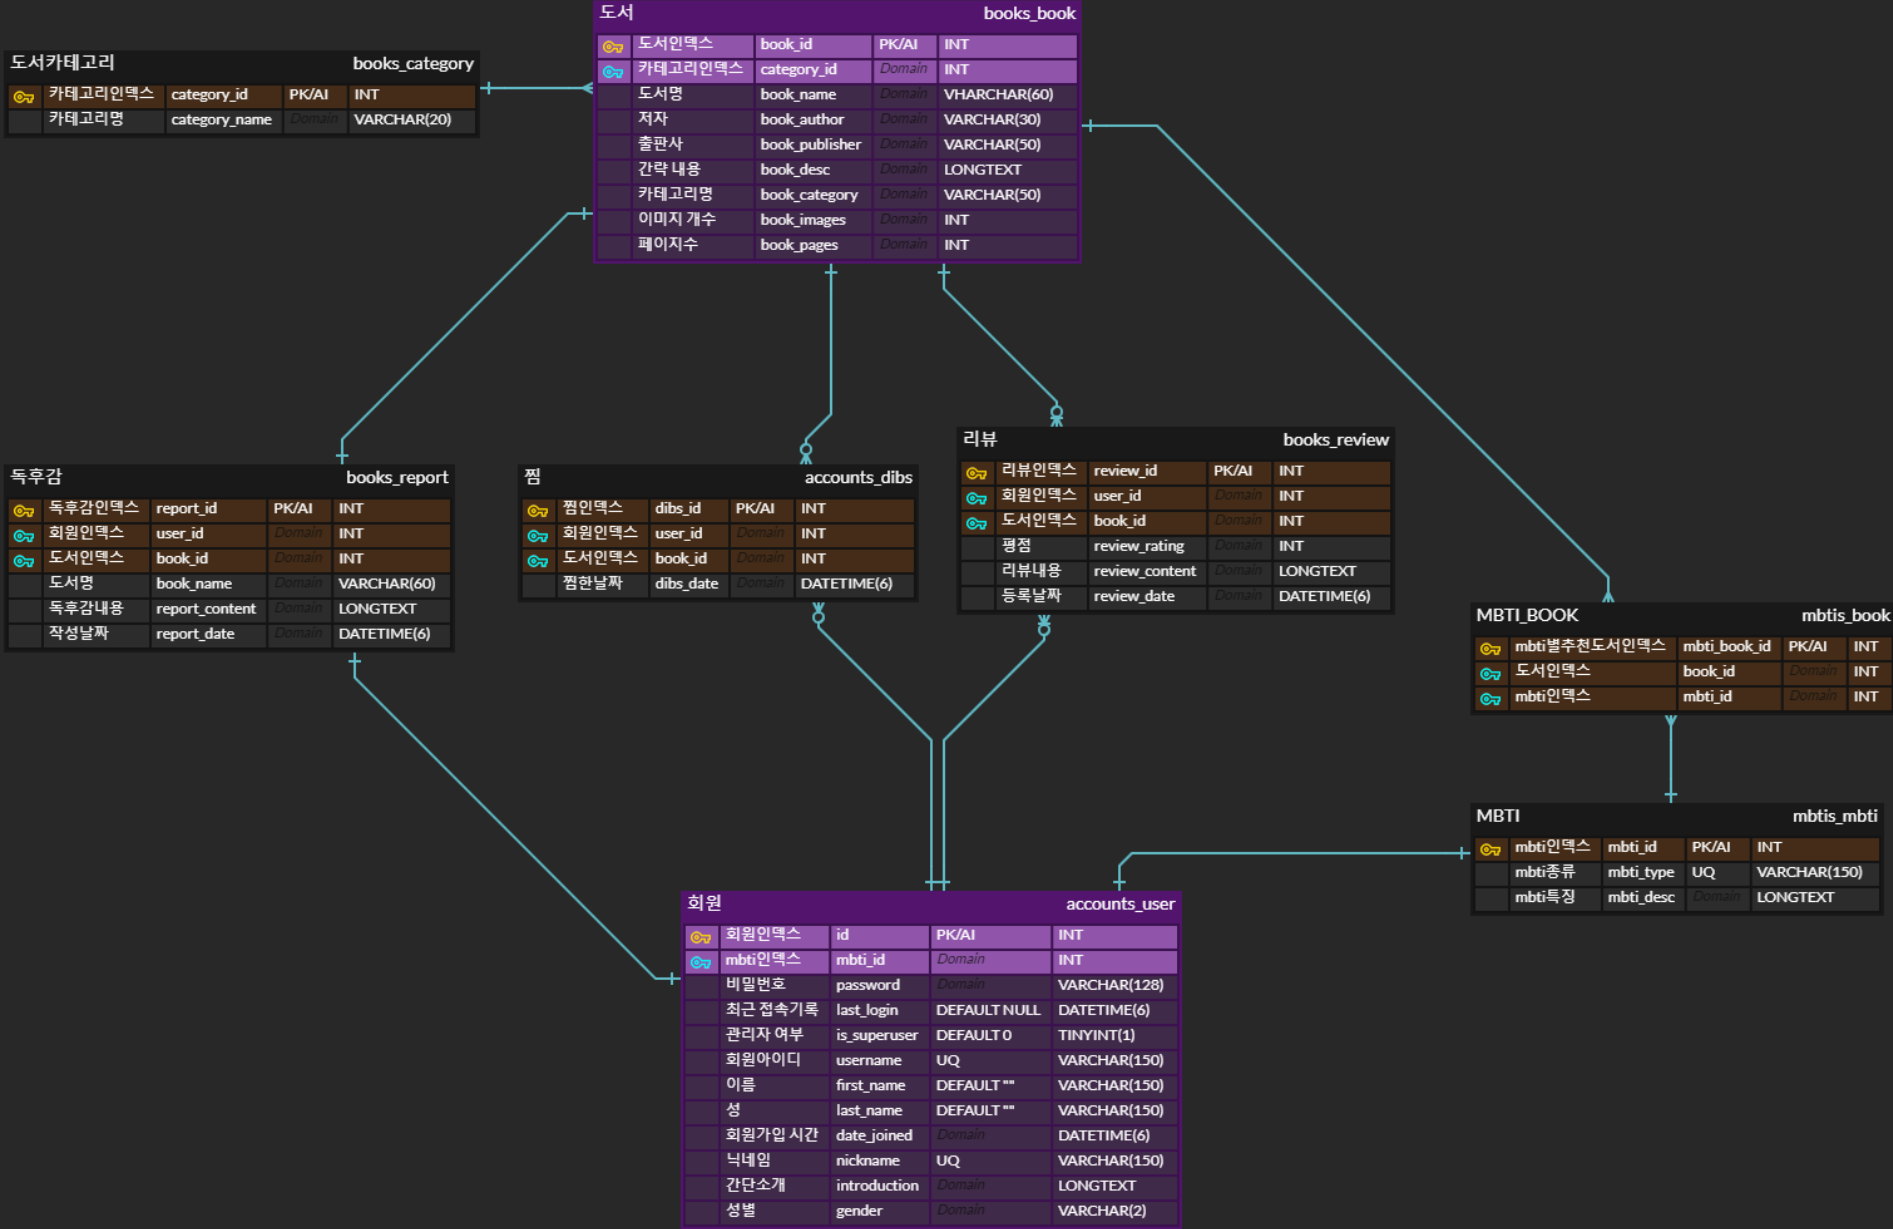 도서 books_book
도서인덱스 book_id PK/AI INT
카테고리인덱스 category_id Domain INT
도서명 book_name Domain VHARCHAR(60)
저자 book_author Domain VARCHAR(30)
출판사 book_publisher Domain VARCHAR(50)
간략 내용 book_desc Domain LONGTEXT
카테고리명 book_category Domain VARCHAR(50)
이미지 개수 book_images Domain INT
페이지수 book_pages Domain INT
도서카테고리 books_category
카테고리인덱스 category_id PK/AI INT
카테고리명 category_name Domain VARCHAR(20)
독후감 books_report
독후감인덱스 report_id PK/AI INT
회원인덱스 user_id Domain INT
도서인덱스 book_id Domain INT
도서명 book_name Domain VARCHAR(60)
독후감내용 report_content Domain LONGTEXT
작성날짜 report_date Domain DATETIME(6)
찜 accounts_dibs
찜인덱스 dibs_id PK/AI INT
회원인덱스 user_id Domain INT
도서인덱스 book_id Domain INT
찜한날짜 dibs_date Domain DATETIME(6)
리뷰 books_review
리뷰인덱스 review_id PK/AI INT
회원인덱스 user_id Domain INT
도서인덱스 book_id Domain INT
평점 review_rating Domain INT
리뷰내용 review_content Domain LONGTEXT
등록날짜 review_date Domain DATETIME(6)
MBTI_BOOK mbtis_book
mbti별추천도서인덱스 mbti_book_id PK/AI INT
도서인덱스 book_id Domain INT
mbti인덱스 mbti_id Domain INT
MBTI mbtis_mbti
mbti인덱스 mbti_id PK/AI INT
mbti종류 mbti_type UQ VARCHAR(150)
mbti특징 mbti_desc Domain LONGTEXT
회원 accounts_user
회원인덱스 id PK/AI INT
mbti인덱스 mbti_id Domain INT
비밀번호 password Domain VARCHAR(128)
최근 접속기록 last_login DEFAULT NULL DATETIME(6)
관리자 여부 is_superuser DEFAULT 0 TINYINT(1)
회원아이디 username UQ VARCHAR(150)
이름 first_name DEFAULT "" VARCHAR(150)
성 last_name DEFAULT "" VARCHAR(150)
회원가입 시간 date_joined Domain DATETIME(6)
닉네임 nickname UQ VARCHAR(150)
간단소개 introduction Domain LONGTEXT
성별 gender Domain VARCHAR(2)